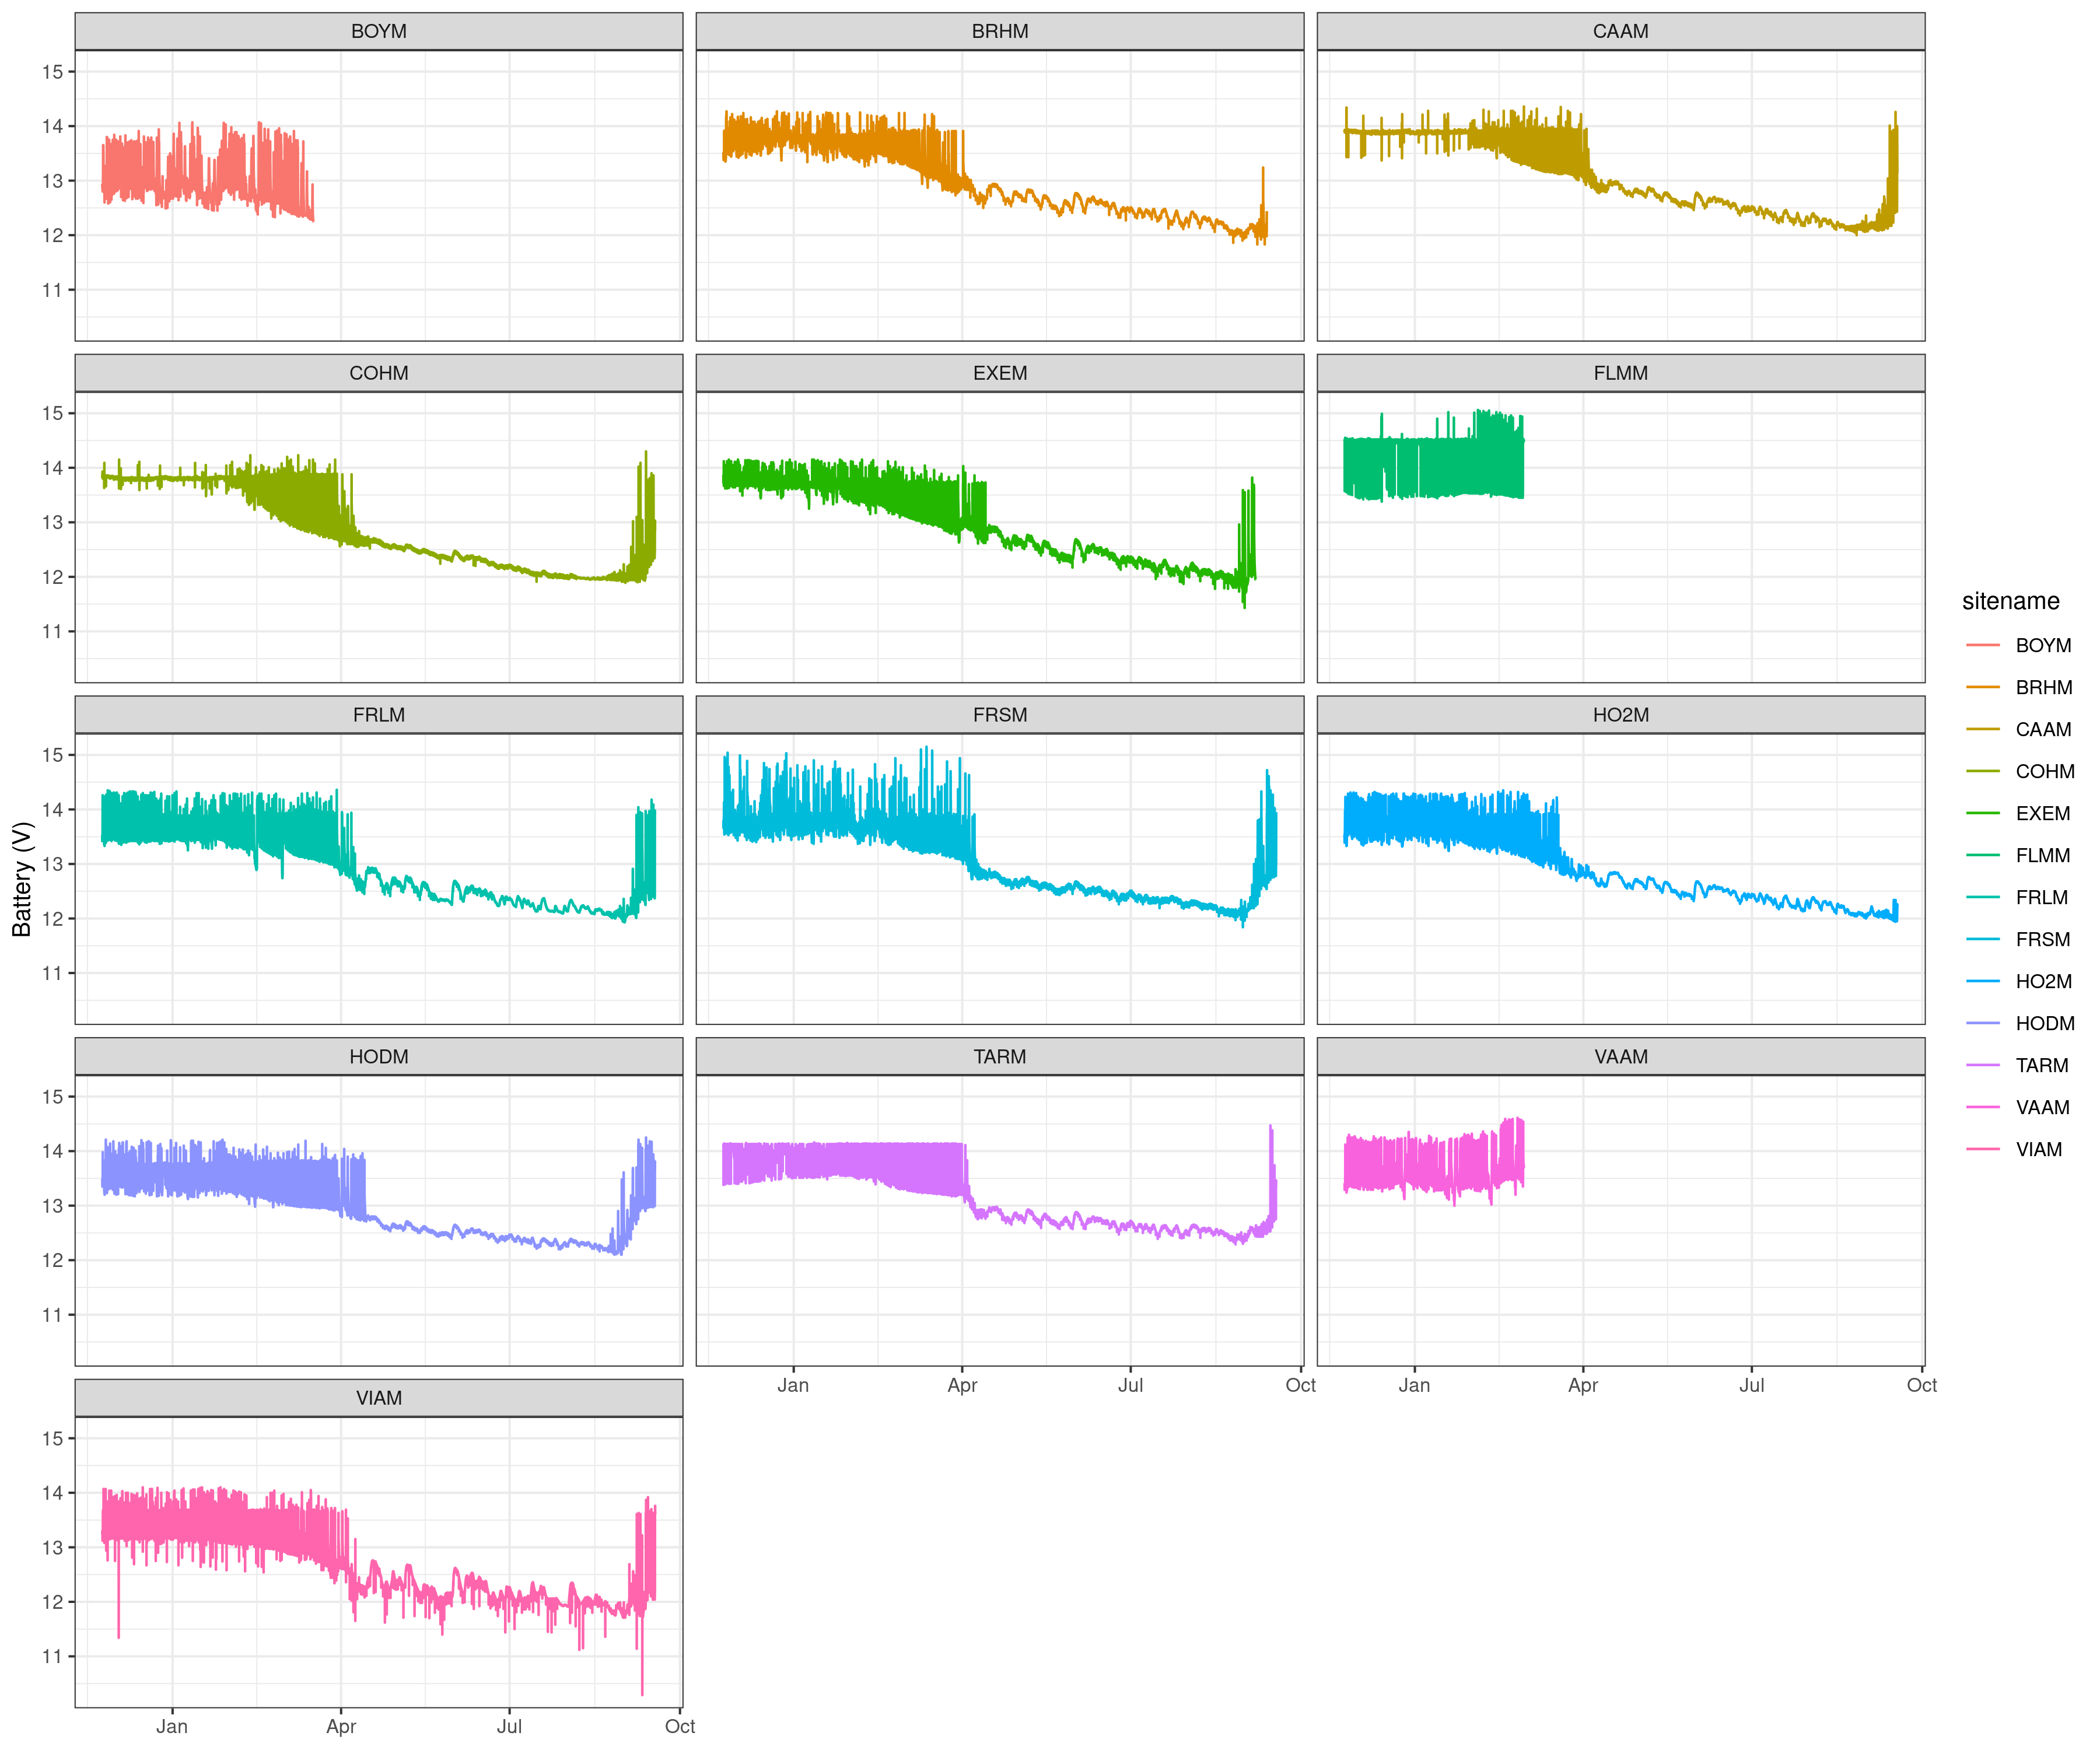 BOYM
BRHM
CAAM
15
14
13
12
11
COHM
EXEM
FLMM
15
14
13
12
11
FRLM
FRSM
HO2M
15
14
13
12
11
HODM
TARM
VAAM
15
14
13
12
11
Jan Apr Jul Oct
Jan Apr Jul Oct
VIAM
15
14
13
12
11
Jan Apr Jul Oct
Battery (V)
sitename
BOYM
BRHM
CAAM
COHM
EXEM
FLMM
FRLM
FRSM
HO2M
HODM
TARM
VAAM
VIAM